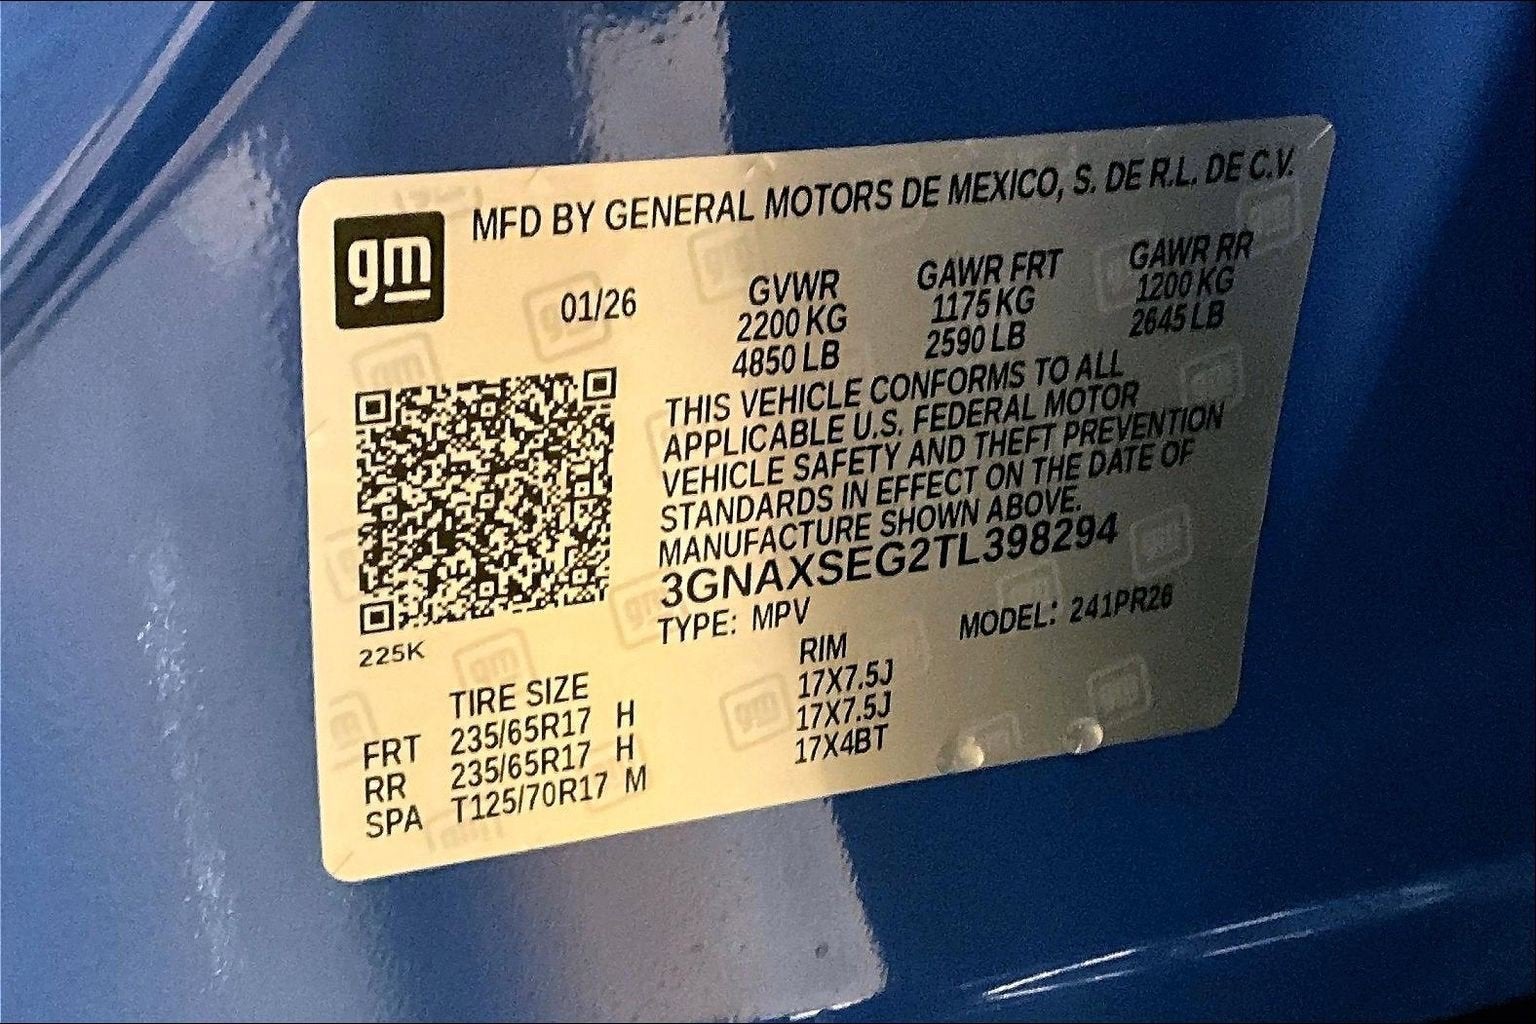 gm
MFD BY GENERAL MOTORS DE MEXICO, S. DE R.L. DE C.V.
01/26 GVWR GAWR FRT GAWR RR
2200 KG 1175 KG 1200 KG
4850 LB 2590 LB 2645 LB
THIS VEHICLE CONFORMS TO ALL
APPLICABLE U.S. FEDERAL MOTOR
VEHICLE SAFETY AND THEFT PREVENTION
STANDARDS IN EFFECT ON THE DATE OF
MANUFACTURE SHOWN ABOVE.
3GNAXSEG2TL398294
TYPE: MPV MODEL: 241PR26
225K
TIRE SIZE RIM
FRT 235/65R17 H 17X7.5J
RR 235/65R17 H 17X7.5J
SPA T125/70R17 M 17X4BT